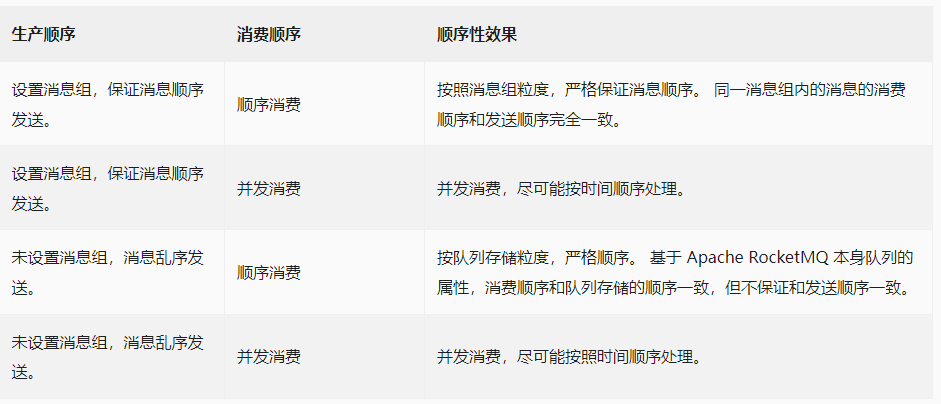 生产顺序
消费顺序
顺序性效果
设置消息组，保证消息顺序
发送。
顺序消费
按照消息组粒度，严格保证消息顺序。 同一消息组内的消息的消费
顺序和发送顺序完全一致。
设置消息组，保证消息顺序
发送。
并发消费
并发消费，尽可能按时间顺序处理。
未设置消息组，消息乱序发
送。
顺序消费
按队列存储粒度，严格顺序。 基于 Apache RocketMQ 本身队列的
属性，消费顺序和队列存储的顺序一致，但不保证和发送顺序一致。
未设置消息组，消息乱序发
送。
并发消费
并发消费，尽可能按照时间顺序处理。